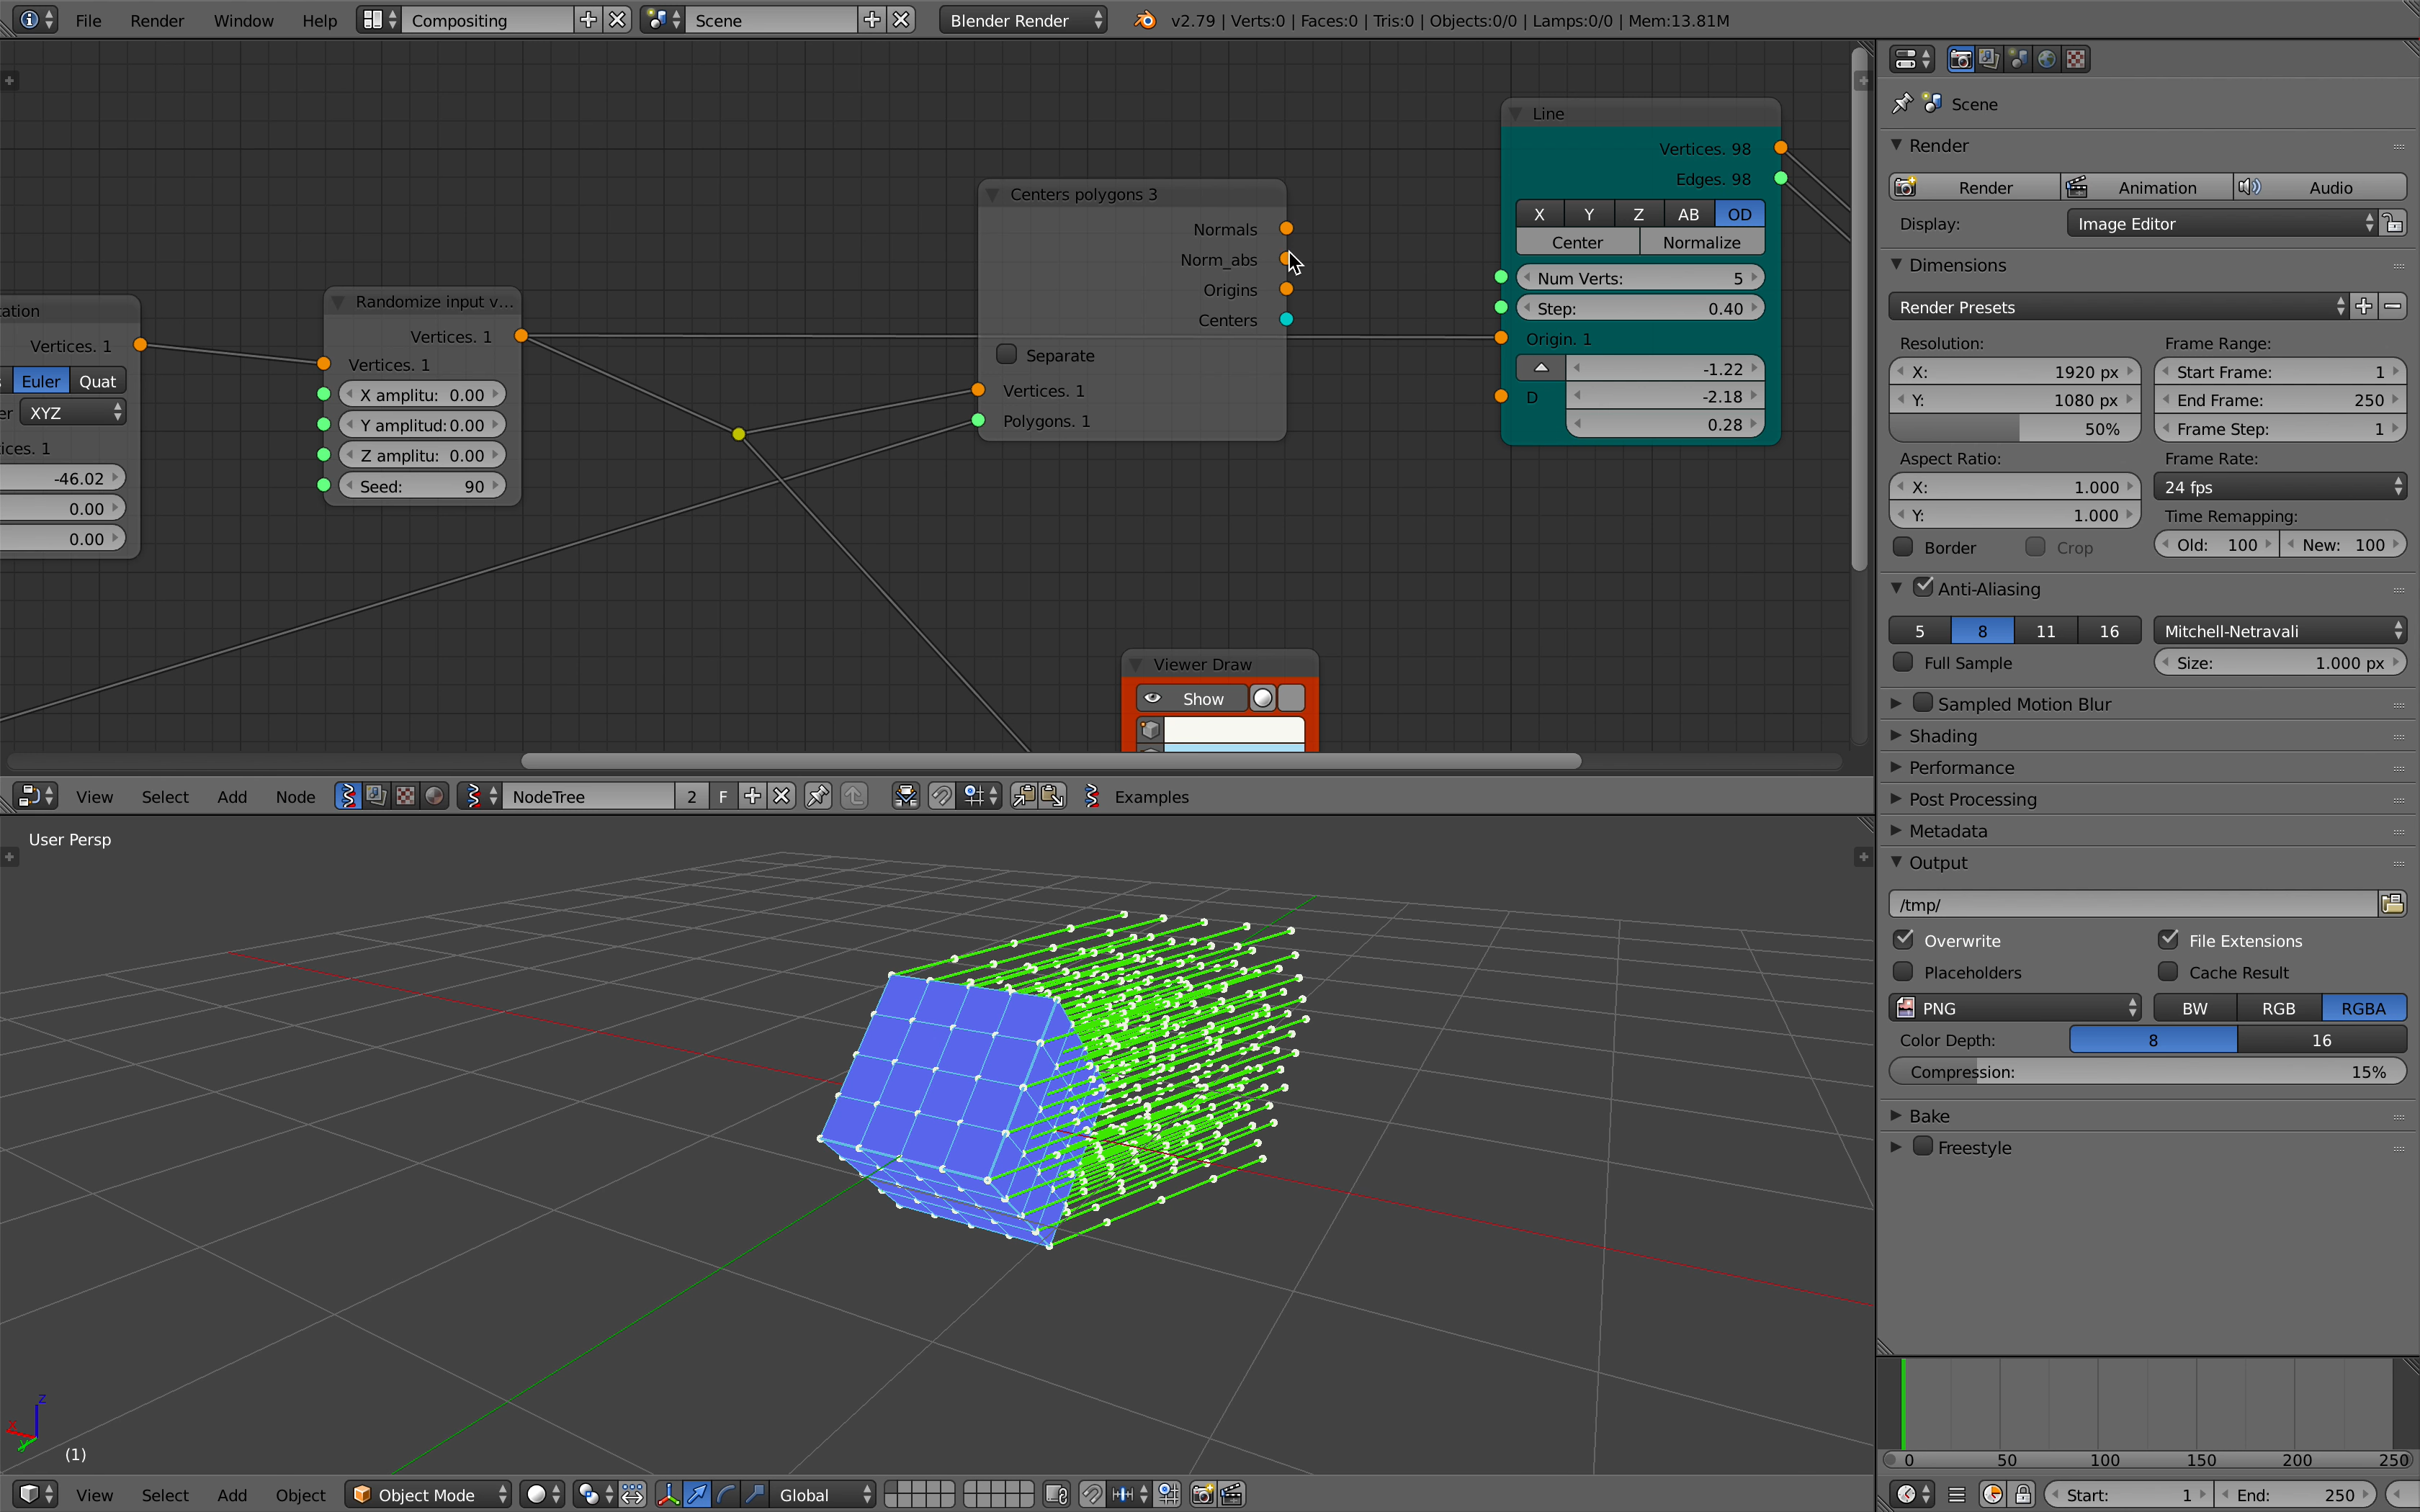 File Render Window Help Compositing Scene Blender Render v2.79 | Verts:0 | Faces:0 | Tris:0 | Objects:0/0 | Lamps:0/0 | Mem:13.81M
ation
Vertices. 1
Euler Quat
er XYZ
ices. 1
-46.02
0.00
0.00
Randomize input v...
Vertices. 1
Vertices. 1
X amplitu: 0.00
Y amplitud: 0.00
Z amplitu: 0.00
Seed: 90
Centers polygons 3
Normals
Norm_abs
Origins
Centers
Separate
Vertices. 1
Polygons. 1
Line
Vertices. 98
Edges. 98
X Y Z AB OD
Center Normalize
Num Verts: 5
Step: 0.40
Origin. 1
-1.22
D -2.18
0.28
Viewer Draw
Show
View Select Add Node NodeTree 2 F Examples
User Persp
z
x
y
(1)
View Select Add Object Object Mode Global
Scene
Render
Render Animation Audio
Display: Image Editor
Dimensions
Render Presets
Resolution: Frame Range:
X: 1920 px Start Frame: 1
Y: 1080 px End Frame: 250
50% Frame Step: 1
Aspect Ratio: Frame Rate:
X: 1.000 24 fps
Y: 1.000 Time Remapping:
Border Crop Old: 100 New: 100
Anti-Aliasing
5 8 11 16 Mitchell-Netravali
Full Sample Size: 1.000 px
Sampled Motion Blur
Shading
Performance
Post Processing
Metadata
Output
/tmp/
Overwrite File Extensions
Placeholders Cache Result
PNG BW RGB RGBA
Color Depth: 8 16
Compression: 15%
Bake
Freestyle
0 50 100 150 200 250
Start: 1 End: 250